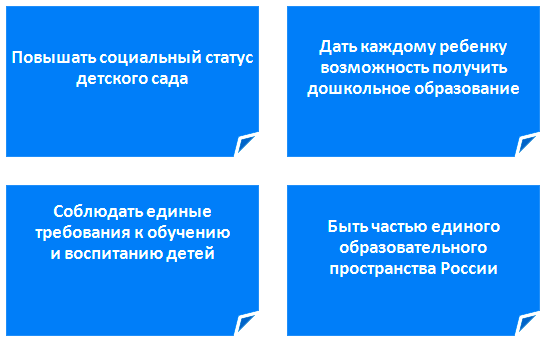 Повышать социальный статус
детского сада
Дать каждому ребенку
возможность получить
дошкольное образование
Соблюдать единые
требования к обучению
и воспитанию детей
Быть частью единого
образовательного
пространства России